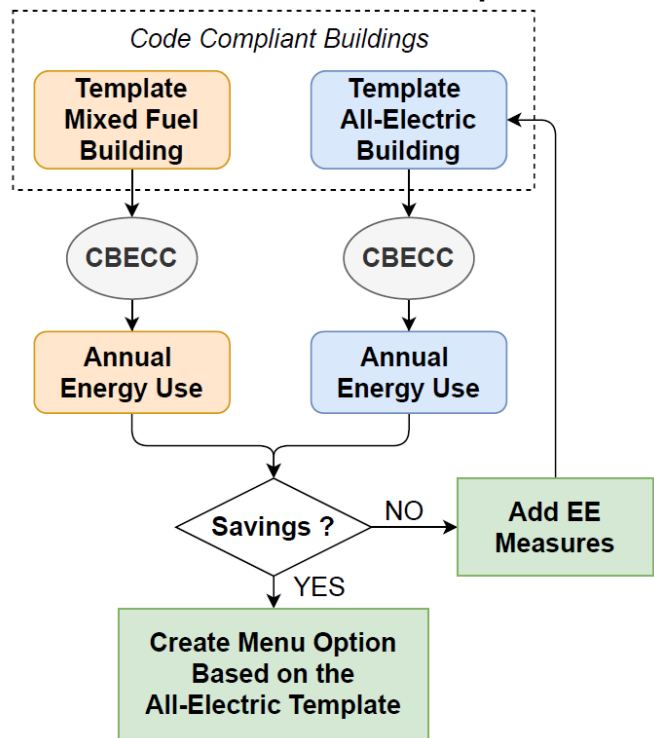 Code Compliant Buildings
Template
Mixed Fuel
Building
Template
All-Electric
Building
CBECC
CBECC
Annual
Energy Use
Annual
Energy Use
Savings ?
NO
Add EE
Measures
YES
Create Menu Option
Based on the
All-Electric Template